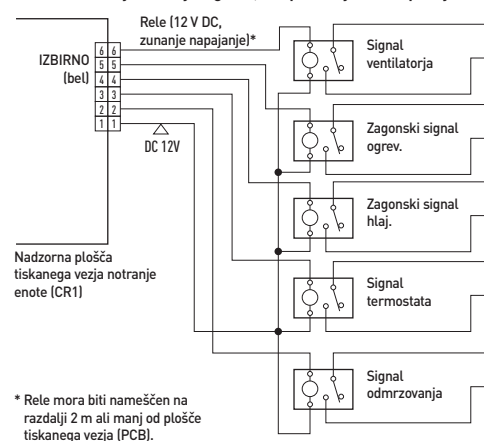 Rele (12 V DC,
zunanje napajanje)*
IZBIRNO
(bel)
6 6
5 5
4 4
3 3
2 2
1 1
DC 12V
Signal
ventilatorja
Zagonski signal
ogrev.
Zagonski signal
hlaj.
Signal
termostata
Signal
odmrzovanja
Nadzorna plošča
tiskanega vezja notranje
enote (CR1)
* Rele mora biti nameščen na
razdalji 2 m ali manj od plošče
tiskanega vezja (PCB).